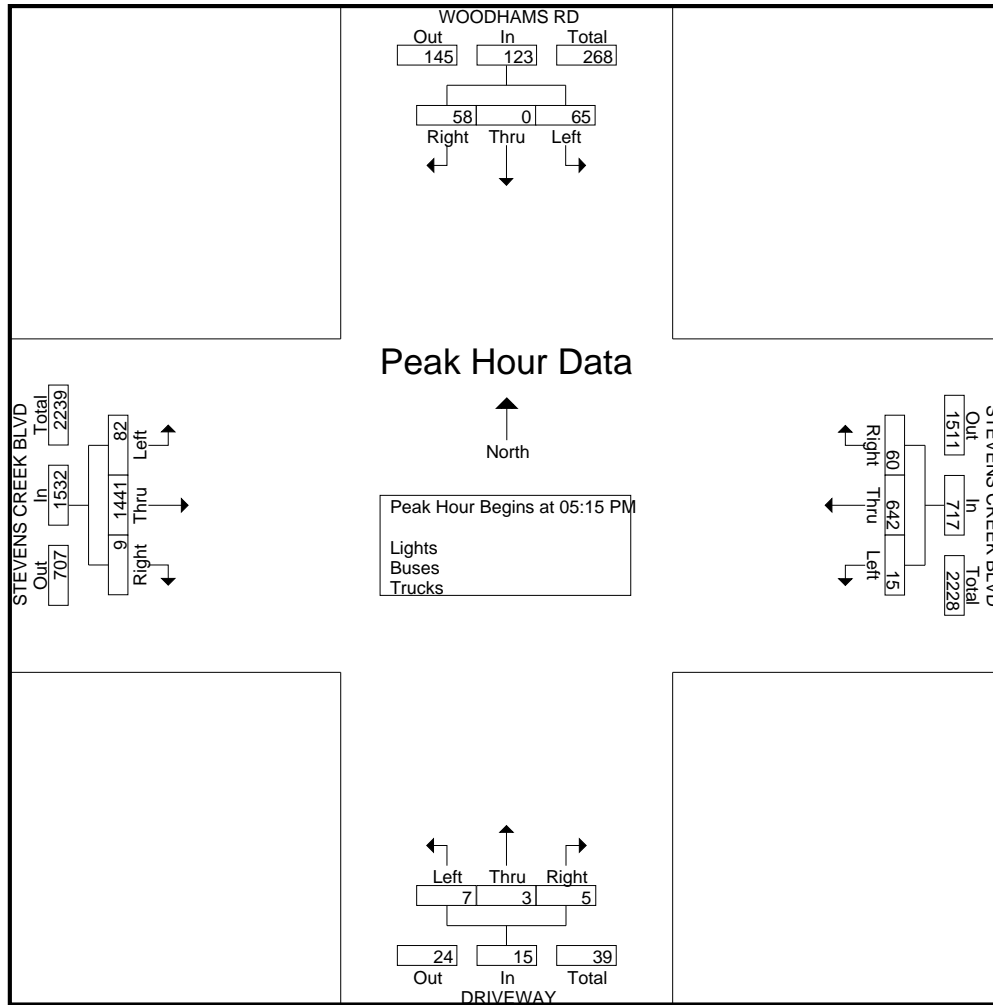 WOODHAMS RD
Out In Total
145 123 268
58 0 65
Right Thru Left
Peak Hour Data
North
Peak Hour Begins at 05:15 PM
Lights
Buses
Trucks
STEVENS CREEK BLVD
Out In Total
707 1532 2239
82 1441 9
Left Thru Right
STEVENS CREEK BLVD
Out In Total
1511 717 2228
60 642 15
Right Thru Left
Left Thru Right
7 3 5
24 15 39
Out In Total
DRIVEWAY